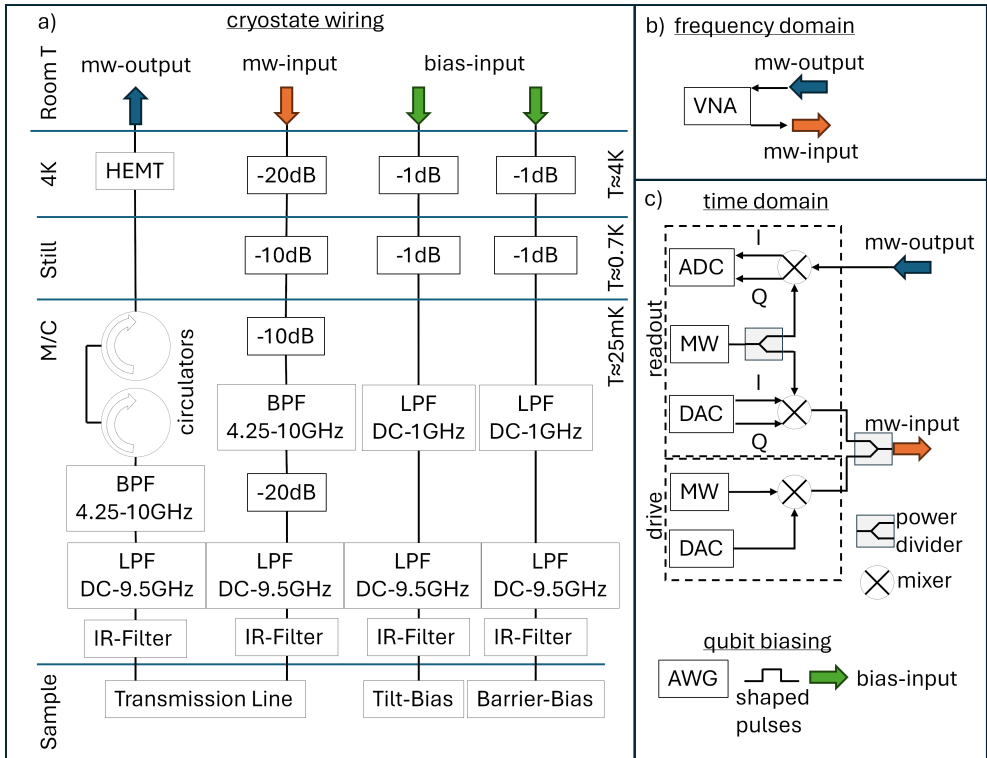 a)
cryostate wiring
Room T
mw-output
mw-input
bias-input
4K
HEMT
-20dB
-1dB
-1dB
T≈4K
Still
-10dB
-1dB
-1dB
T≈0.7K
M/C
circulators
-10dB
T≈25mK
BPF
4.25-10GHz
LPF
DC-1GHz
LPF
DC-1GHz
BPF
4.25-10GHz
-20dB
LPF
DC-9.5GHz
LPF
DC-9.5GHz
LPF
DC-9.5GHz
LPF
DC-9.5GHz
IR-Filter
IR-Filter
IR-Filter
IR-Filter
Sample
Transmission Line
Tilt-Bias
Barrier-Bias
b)
frequency domain
mw-output
VNA
mw-input
c)
time domain
readout
I
ADC
Q
mw-output
MW
I
DAC
Q
mw-input
drive
MW
DAC
power
divider
mixer
qubit biasing
AWG
shaped
pulses
bias-input